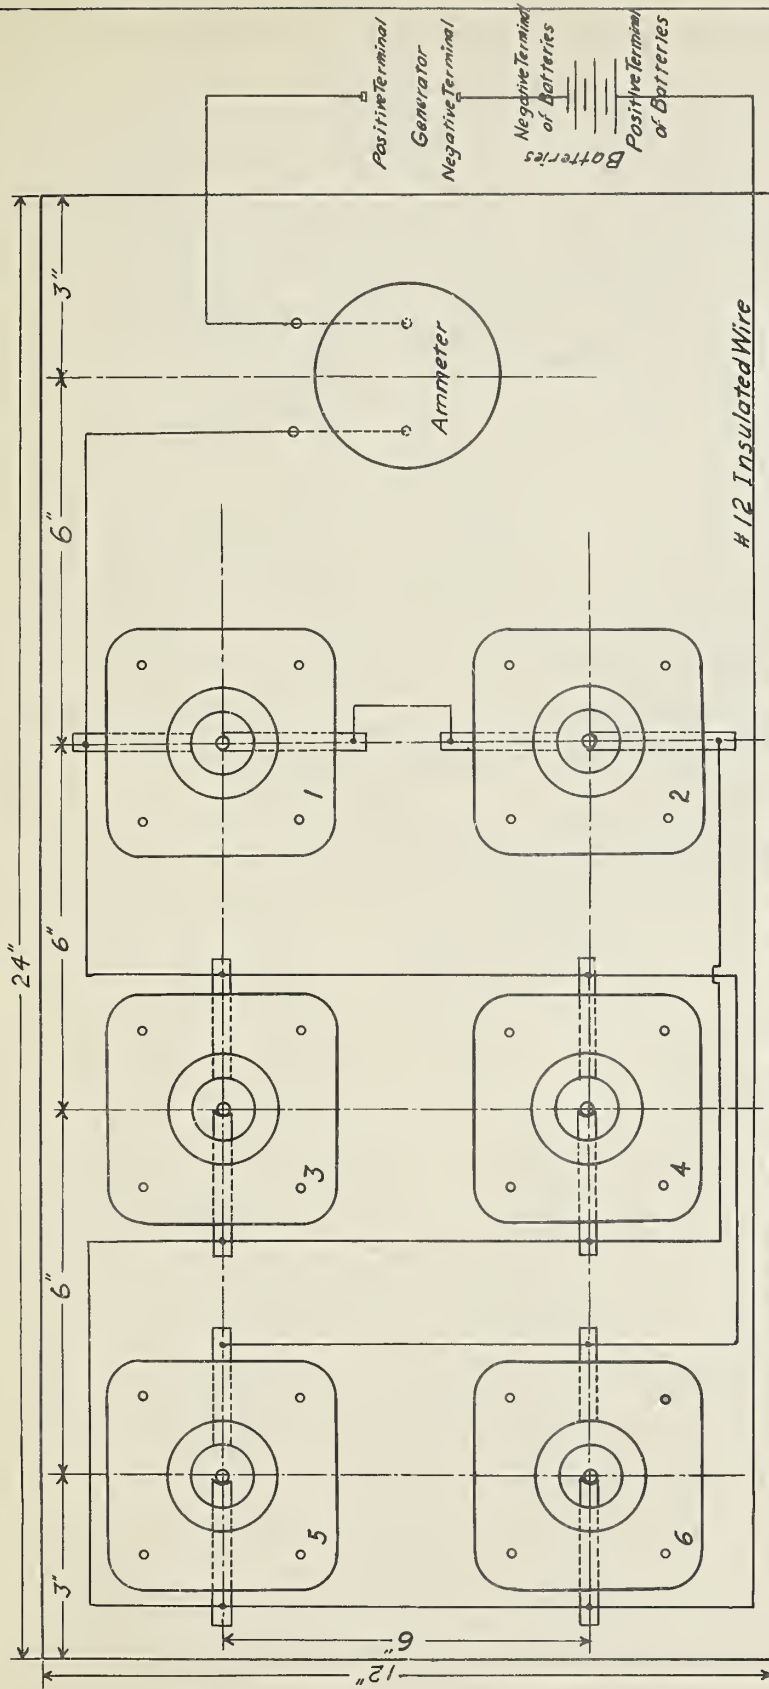 24"
3"
6"
6"
6"
3"
12"
6"
5
3
1
6
4
2
Ammeter
Positive Terminal
Generator
Negative Terminal
Negative Terminal
of Batteries
Batteries
Positive Terminal
of Batteries
#12 Insulated Wire